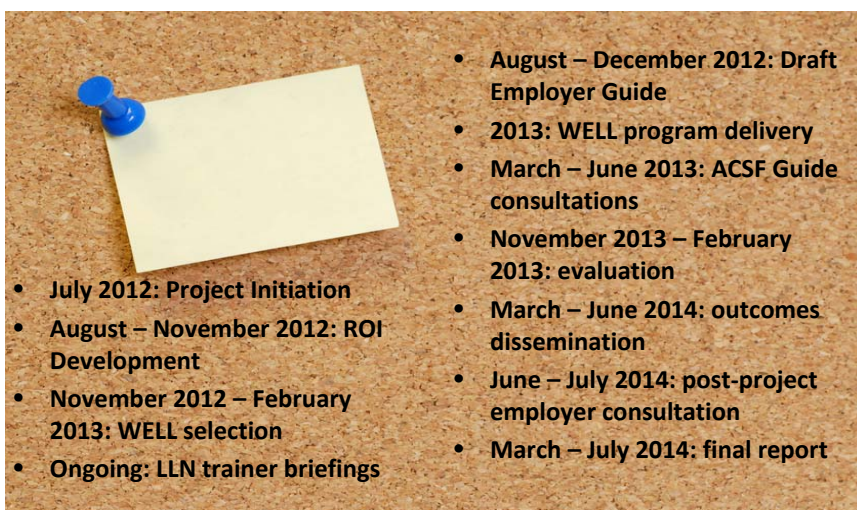 • July 2012: Project Initiation
• August – November 2012: ROI
Development
• November 2012 – February
2013: WELL selection
• Ongoing: LLN trainer briefings
• August – December 2012: Draft
Employer Guide
• 2013: WELL program delivery
• March – June 2013: ACSF Guide
consultations
• November 2013 – February
2013: evaluation
• March – June 2014: outcomes
dissemination
• June – July 2014: post-project
employer consultation
• March – July 2014: final report